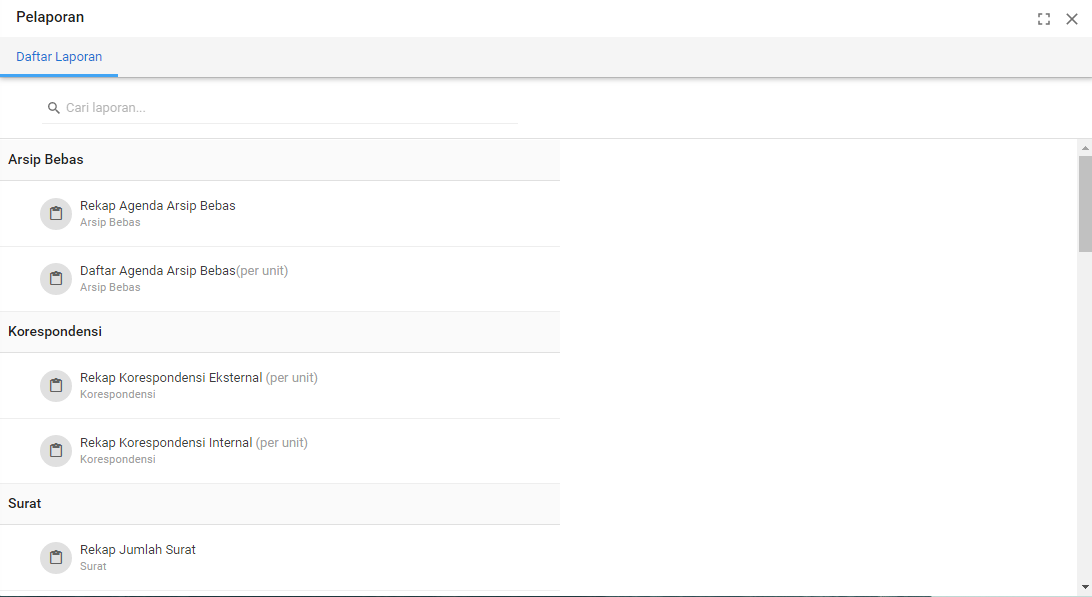 Pelaporan
Daftar Laporan
Cari laporan...
Arsip Bebas
Rekap Agenda Arsip Bebas
Arsip Bebas
Daftar Agenda Arsip Bebas(per unit)
Arsip Bebas
Korespondensi
Rekap Korespondensi Eksternal (per unit)
Korespondensi
Rekap Korespondensi Internal (per unit)
Korespondensi
Surat
Rekap Jumlah Surat
Surat